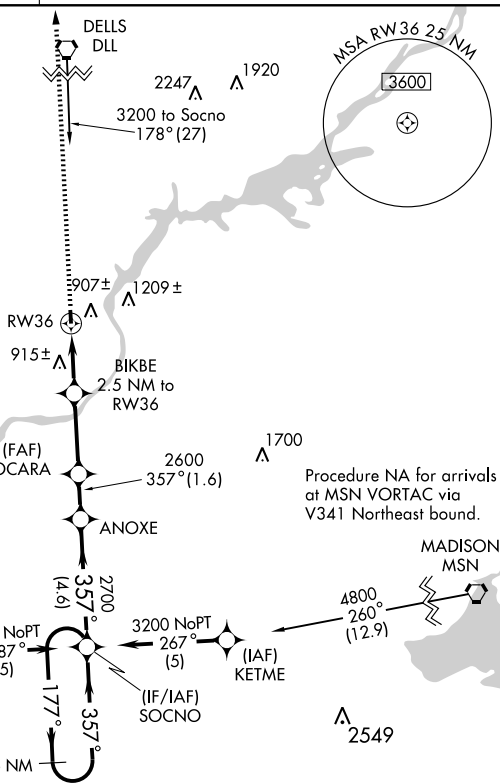 DELLS
DLL
MSA RW36 25 NM
3600
2247
1920
3200 to Socno
178° (27)
907±
1209±
RW36
915±
BIKBE
2.5 NM to
RW36
(FAF)
OCARA
2600
357° (1.6)
1700
Procedure NA for arrivals
at MSN VORTAC via
V341 Northeast bound.
ANOXE
MADISON
MSN
2700
357°
(4.6)
4800
260°
(12.9)
NoPT
87°
5)
3200 NoPT
267°
(5)
(IAF)
KETME
(IF/IAF)
SOCNO
177°
357°
NM
2549